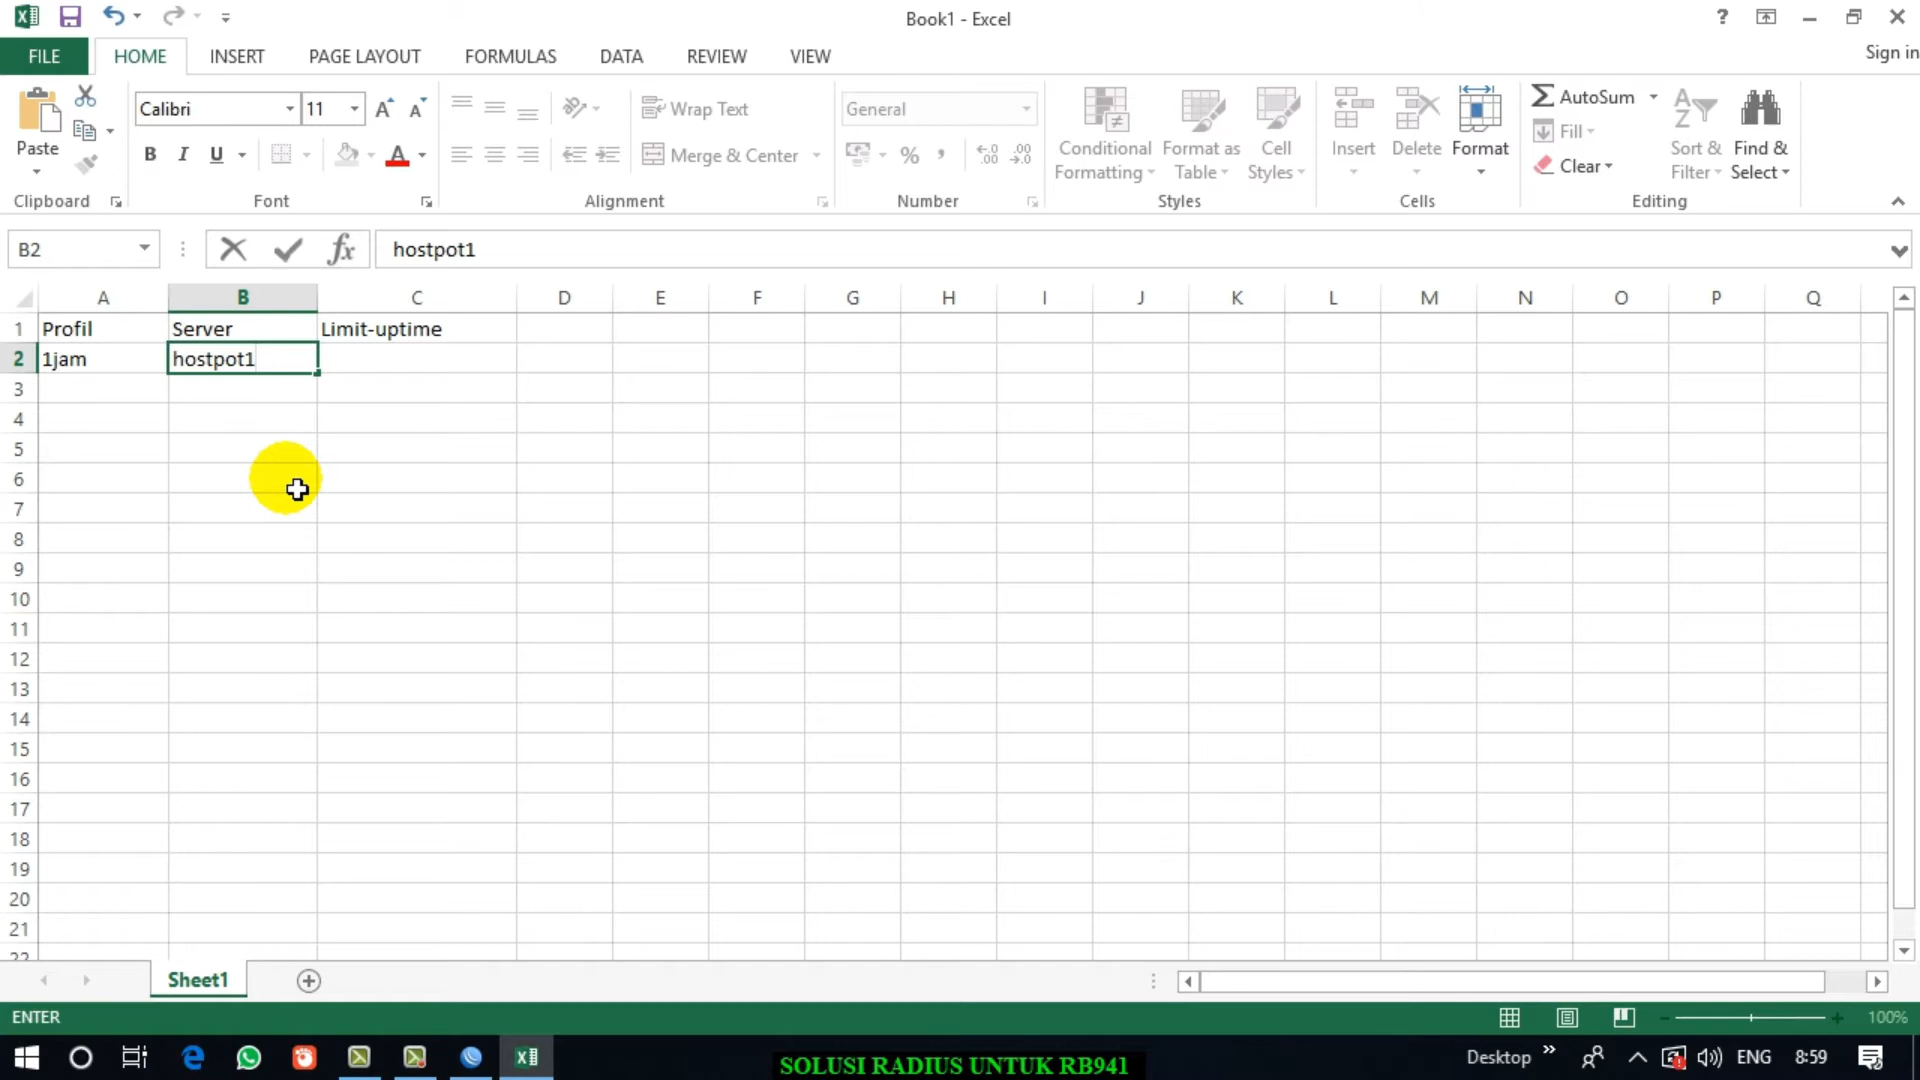 Book1 - Excel
?
Sign in
FILE HOME INSERT PAGE LAYOUT FORMULAS DATA REVIEW VIEW
Paste
Clipboard
Calibri 11
B I U A
Font
Wrap Text
Merge & Center
Alignment
General
% ,
Number
Conditional Formatting
Format as Table
Cell Styles
Styles
Insert Delete Format
Cells
AutoSum
Fill
Clear
Sort & Filter
Find & Select
Editing
B2 fx hostpot1
A B C D E F G H I J K L M N O P Q
1 Profil Server Limit-uptime
2 1jam hostpot1
3
4
5
6
7
8
9
10
11
12
13
14
15
16
17
18
19
20
21
22
Sheet1
ENTER 100%
SOLUSI RADIUS UNTUK RB941
Desktop ENG 8:59